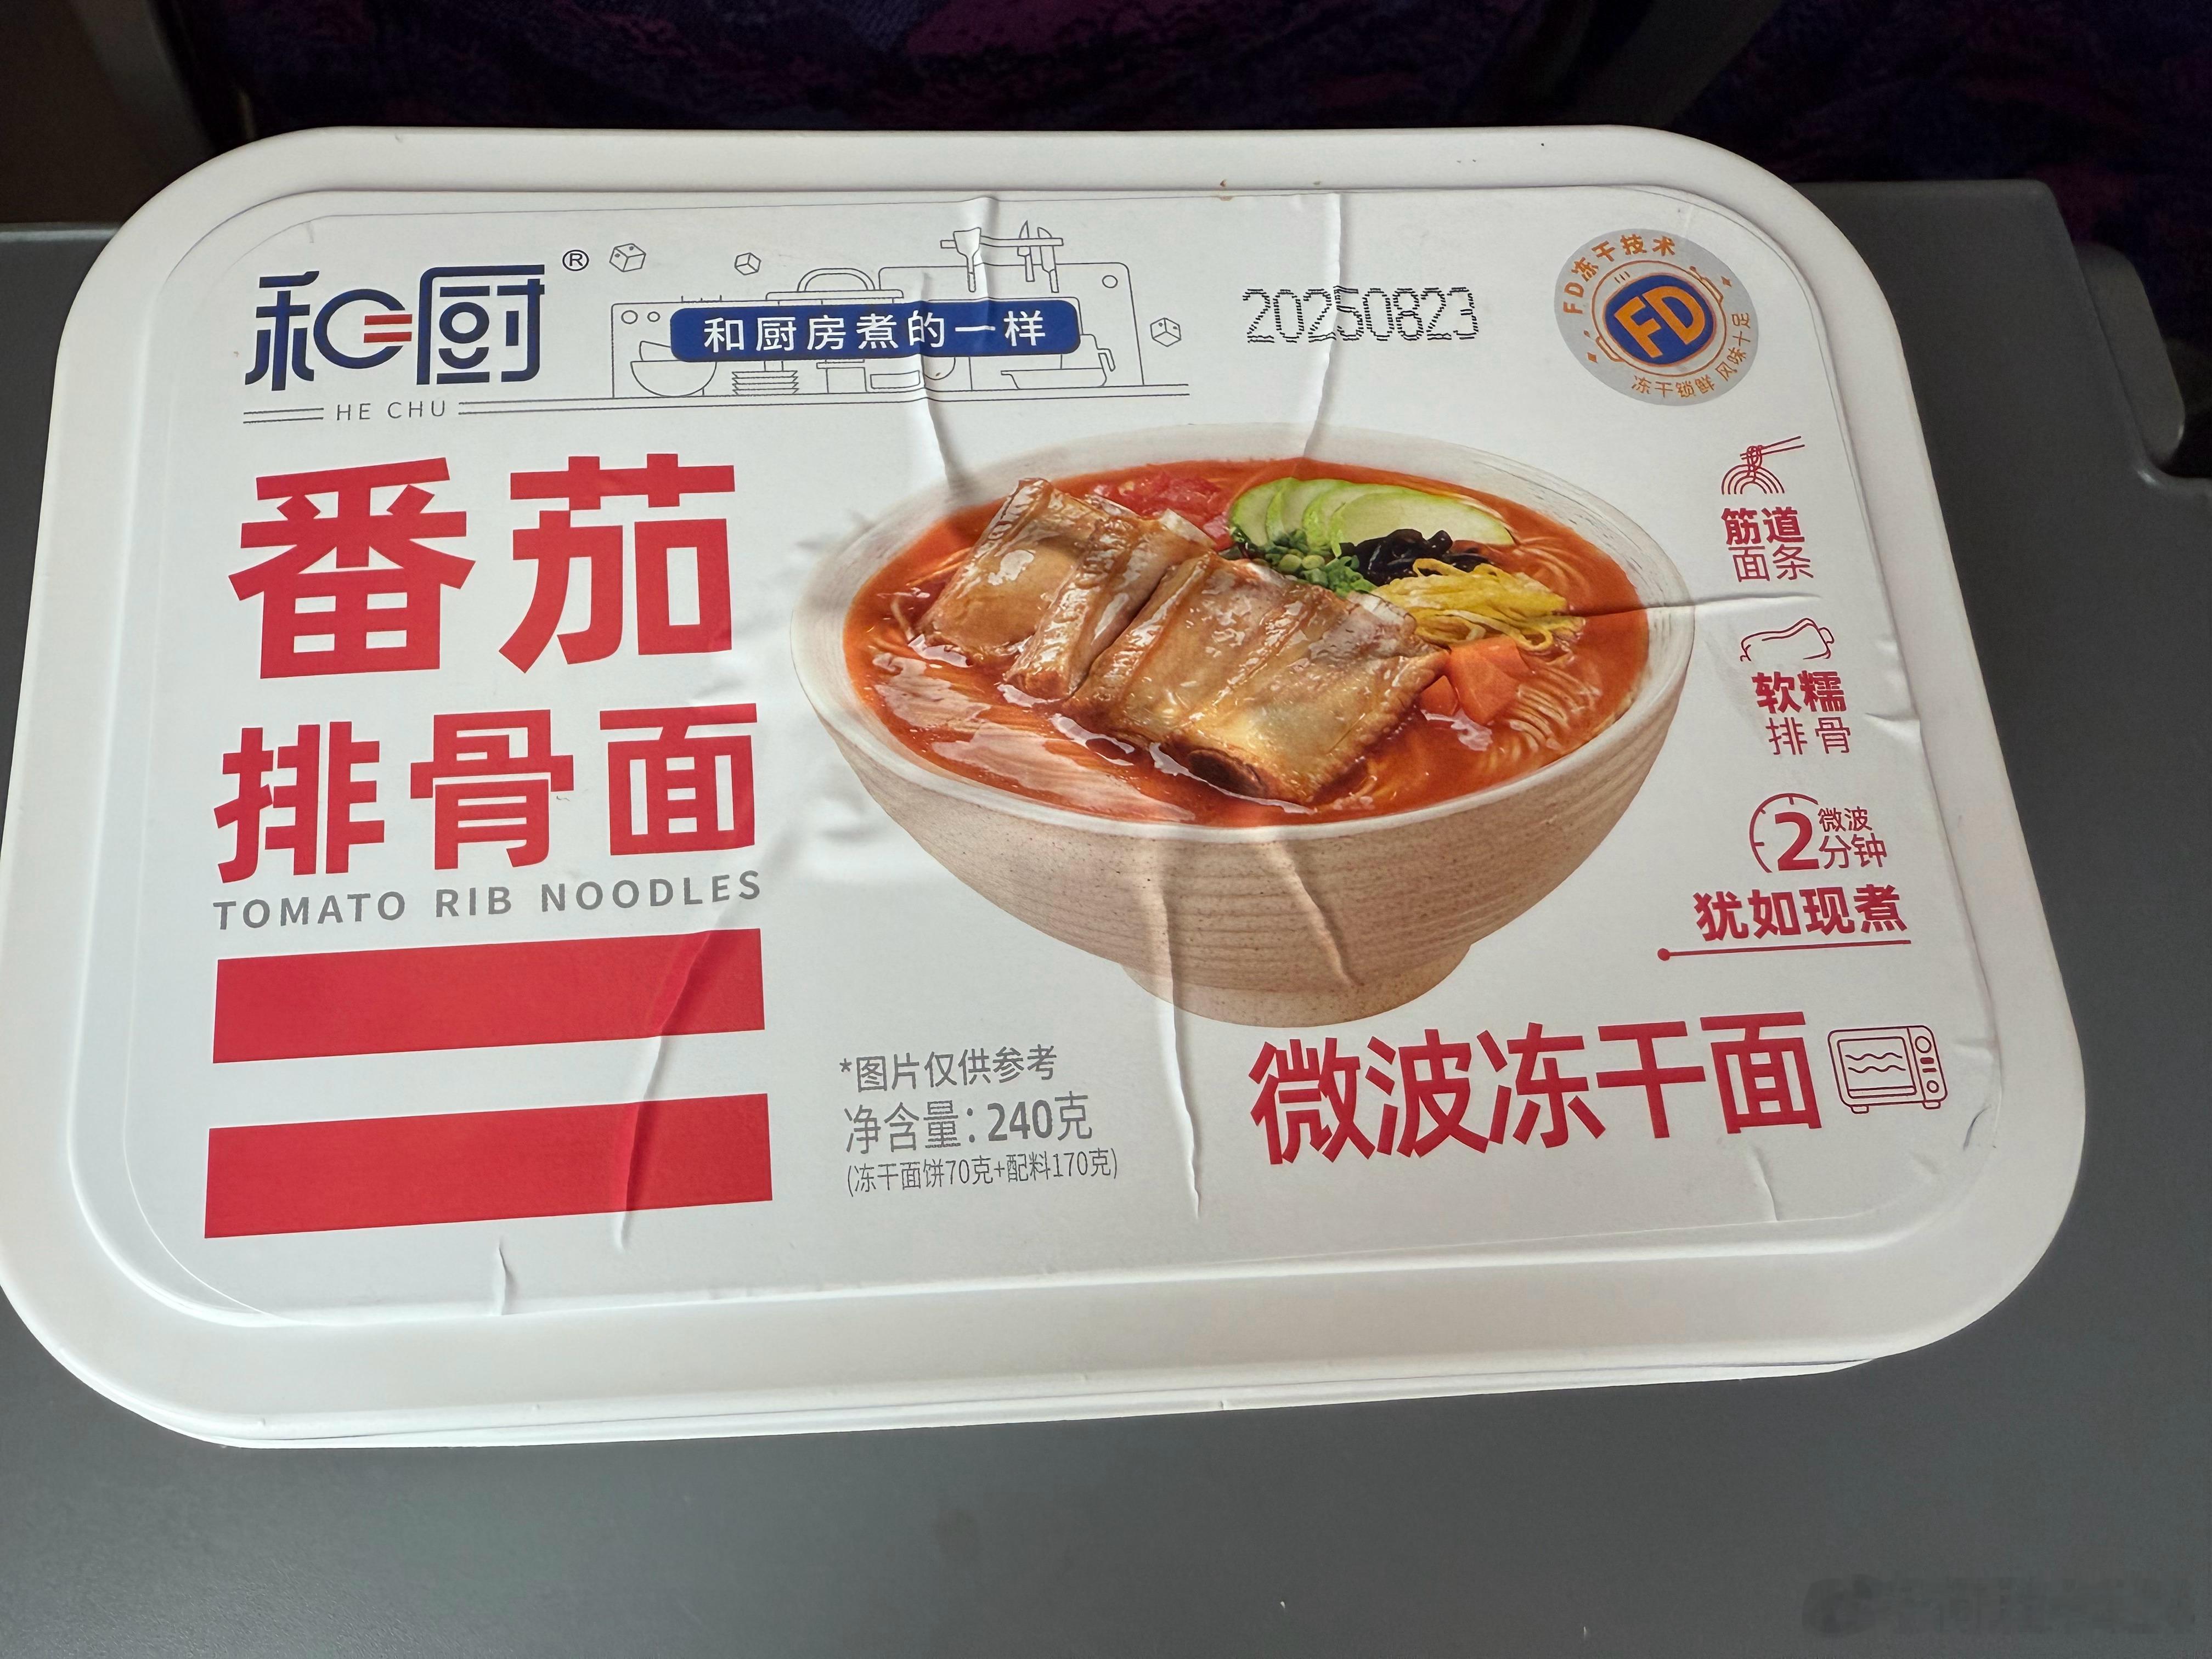 和厨®
HE CHU
和厨房煮的一样
20250823
FD冻干技术
FD
冻干锁鲜 风味十足
番茄
排骨面
TOMATO RIB NOODLES
筋道
面条
软糯
排骨
2微波
分钟
犹如现煮
*图片仅供参考
净含量:240克
(冻干面饼70克+配料170克)
微波冻干面